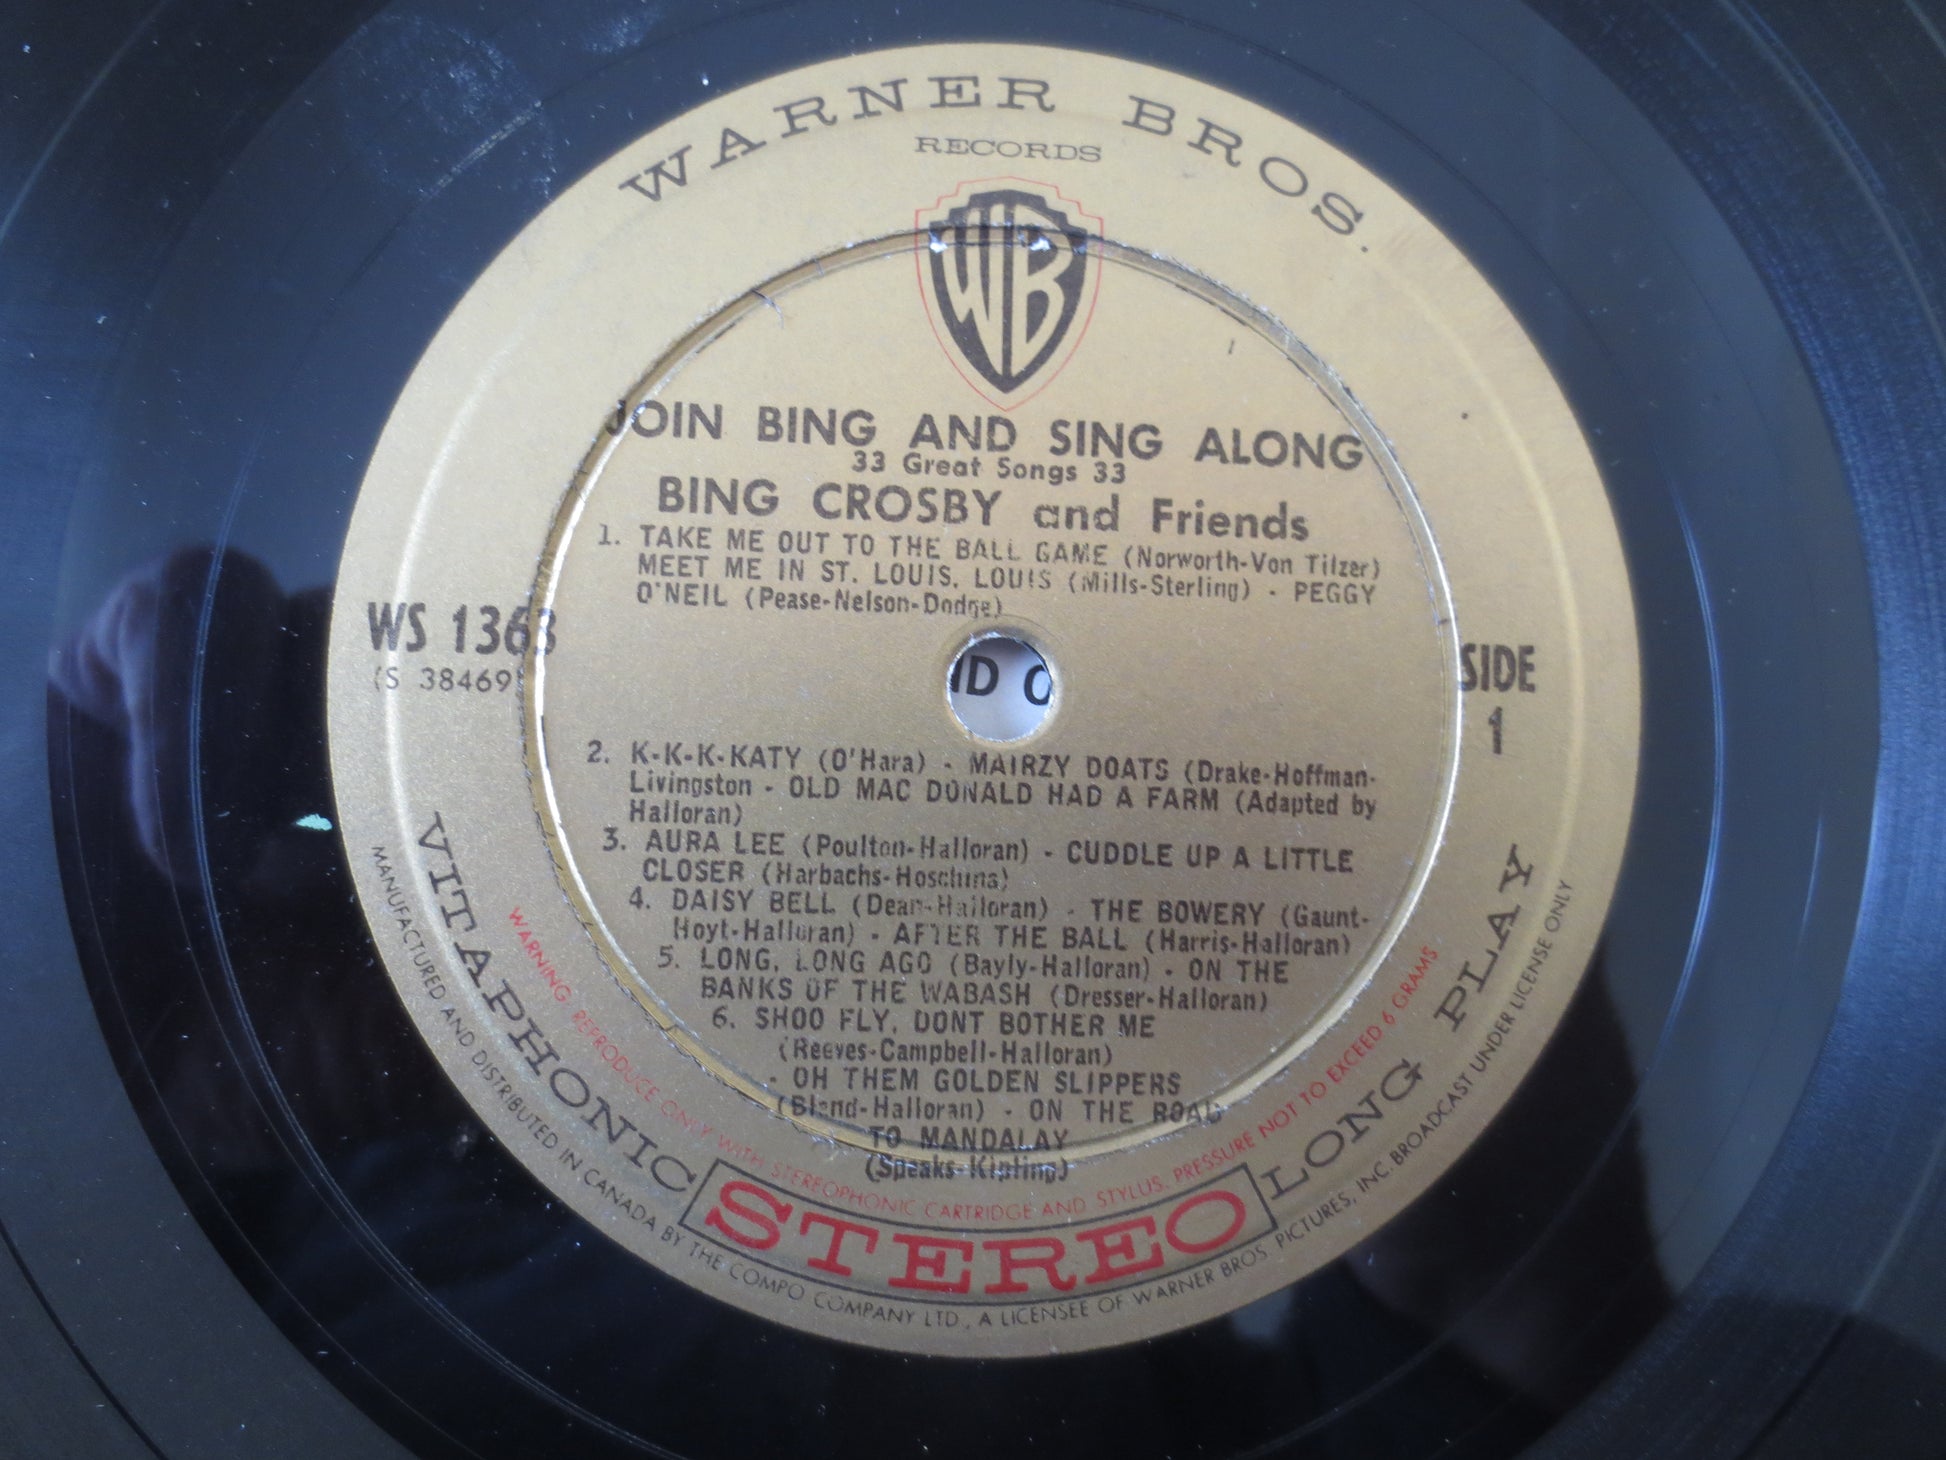 WARNER BROS.
RECORDS
WB
JOIN BING AND SING ALONG
33 Great Songs 33
BING CROSBY and Friends
1. TAKE ME OUT TO THE BALL GAME (Norworth-Von Tilzer)
MEET ME IN ST. LOUIS, LOUIS (Mills-Sterling) - PEGGY
O'NEIL (Pease-Nelson-Dodge)
WS 1363
(S 38469)
SIDE
1
ND O
2. K-K-K-KATY (O'Hara) - MAIRZY DOATS (Drake-Hoffman-
Livingston - OLD MAC DONALD HAD A FARM (Adapted by
Halloran)
3. AURA LEE (Poulton-Halloran) - CUDDLE UP A LITTLE
CLOSER (Harbachs-Hoschina)
4. DAISY BELL (Dean-Halloran) - THE BOWERY (Gaunt-
Hoyt-Halloran) - AFTER THE BALL (Harris-Halloran)
5. LONG, LONG AGO (Bayly-Halloran) - ON THE
BANKS OF THE WABASH (Dresser-Halloran)
6. SHOO FLY, DONT BOTHER ME
(Reeves-Campbell-Halloran)
- OH THEM GOLDEN SLIPPERS
(Bland-Halloran) - ON THE ROAD
TO MANDALAY
(Speaks-Kipling)
WARNING REPRODUCE ONLY WITH STEREOPHONIC CARTRIDGE AND STYLUS. PRESSURE NOT TO EXCEED 6 GRAMS
VITAPHONIC STEREO LONG PLAY
MANUFACTURED AND DISTRIBUTED IN CANADA BY THE COMPO COMPANY LTD., A LICENSEE OF WARNER BROS. PICTURES, INC. BROADCAST UNDER LICENSE ONLY